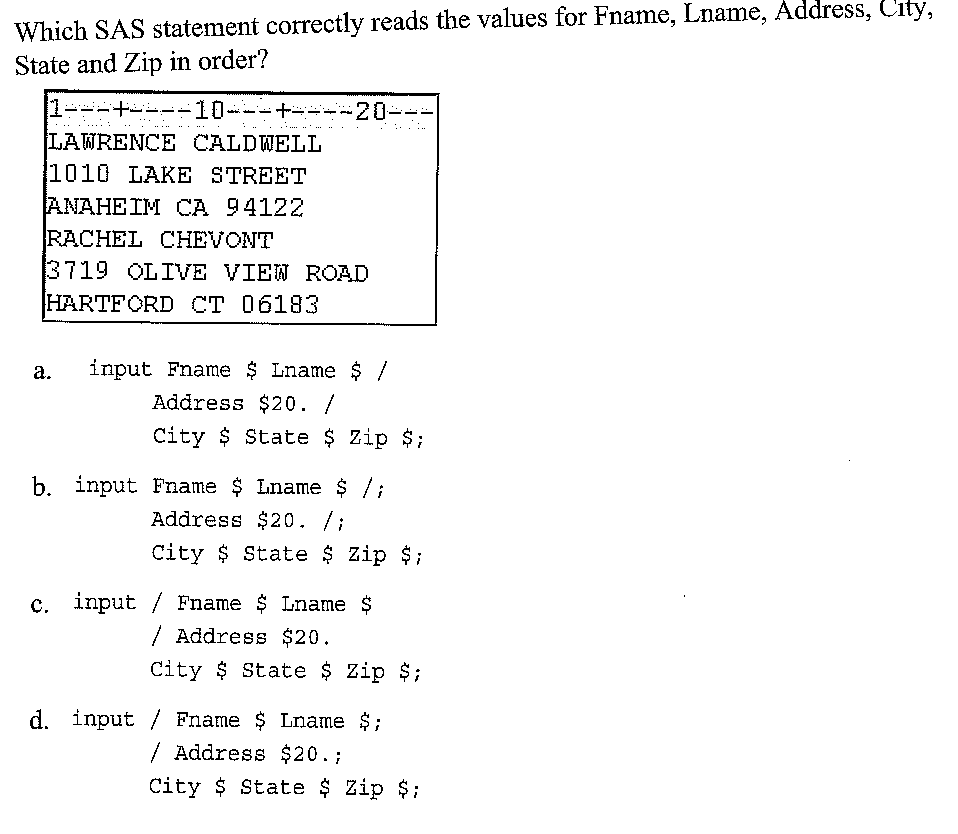 Which SAS statement correctly reads the values for Fname, Lname, Address, City,
State and Zip in order?
1---+----10---+----20---
LAWRENCE CALDWELL
1010 LAKE STREET
ANAHEIM CA 94122
RACHEL CHEVONT
3719 OLIVE VIEW ROAD
HARTFORD CT 06183
a. input Fname $ Lname $ /
Address $20. /
City $ State $ Zip $;
b. input Fname $ Lname $ /;
Address $20. /;
City $ State $ Zip $;
c. input / Fname $ Lname $
/ Address $20.
City $ State $ Zip $;
d. input / Fname $ Lname $;
/ Address $20.;
City $ State $ Zip $;